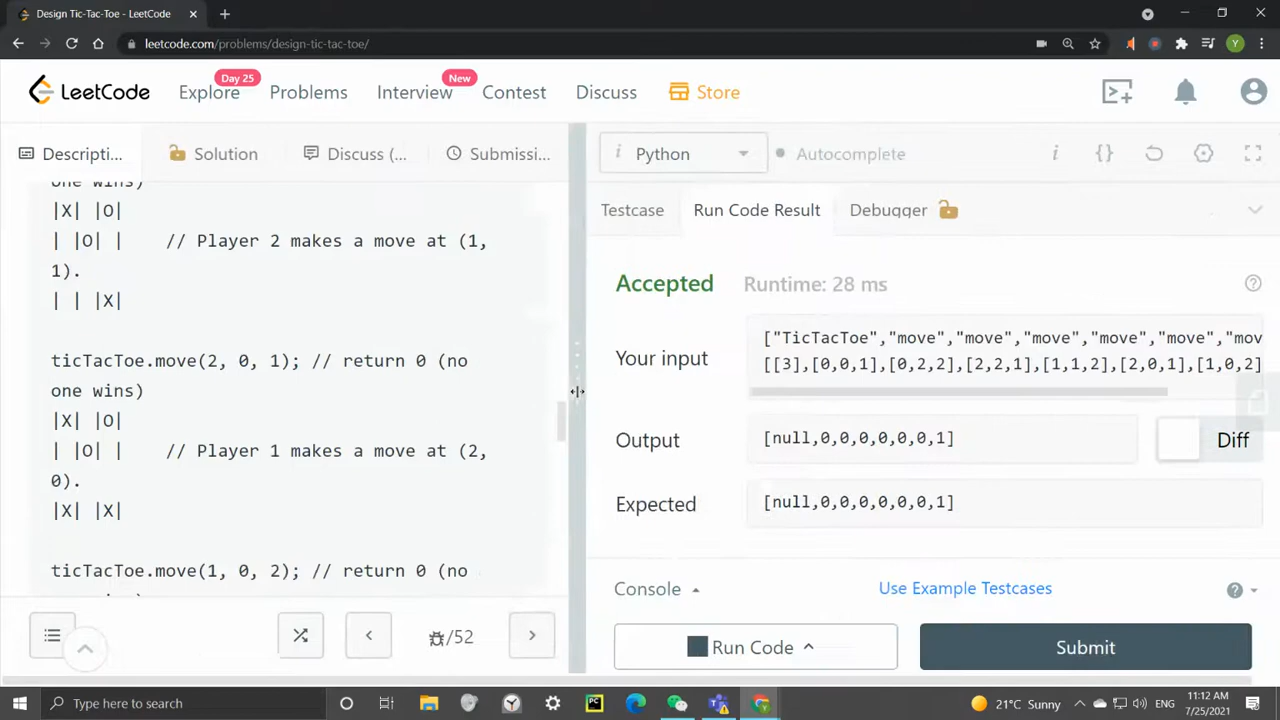 Design Tic-Tac-Toe - LeetCode
leetcode.com/problems/design-tic-tac-toe/
Y
LeetCode
Explore
Day 25
Problems
Interview
New
Contest
Discuss
Store
Descripti...
Solution
Discuss (...
Submissi...
one wins)
|X| |O|
| |O| |    // Player 2 makes a move at (1,
1).
| | |X|
ticTacToe.move(2, 0, 1); // return 0 (no
one wins)
|X| |O|
| |O| |    // Player 1 makes a move at (2,
0).
|X| |X|
ticTacToe.move(1, 0, 2); // return 0 (no
/52
i Python
Autocomplete
i {}
Testcase
Run Code Result
Debugger
Accepted
Runtime: 28 ms
?
Your input
["TicTacToe","move","move","move","move","move","mov
[[3],[0,0,1],[0,2,2],[2,2,1],[1,1,2],[2,0,1],[1,0,2]
Output
[null,0,0,0,0,0,0,1]
Diff
Expected
[null,0,0,0,0,0,0,1]
Console
Use Example Testcases
?
Run Code
Submit
Type here to search
PC
21°C Sunny
ENG
11:12 AM
7/25/2021